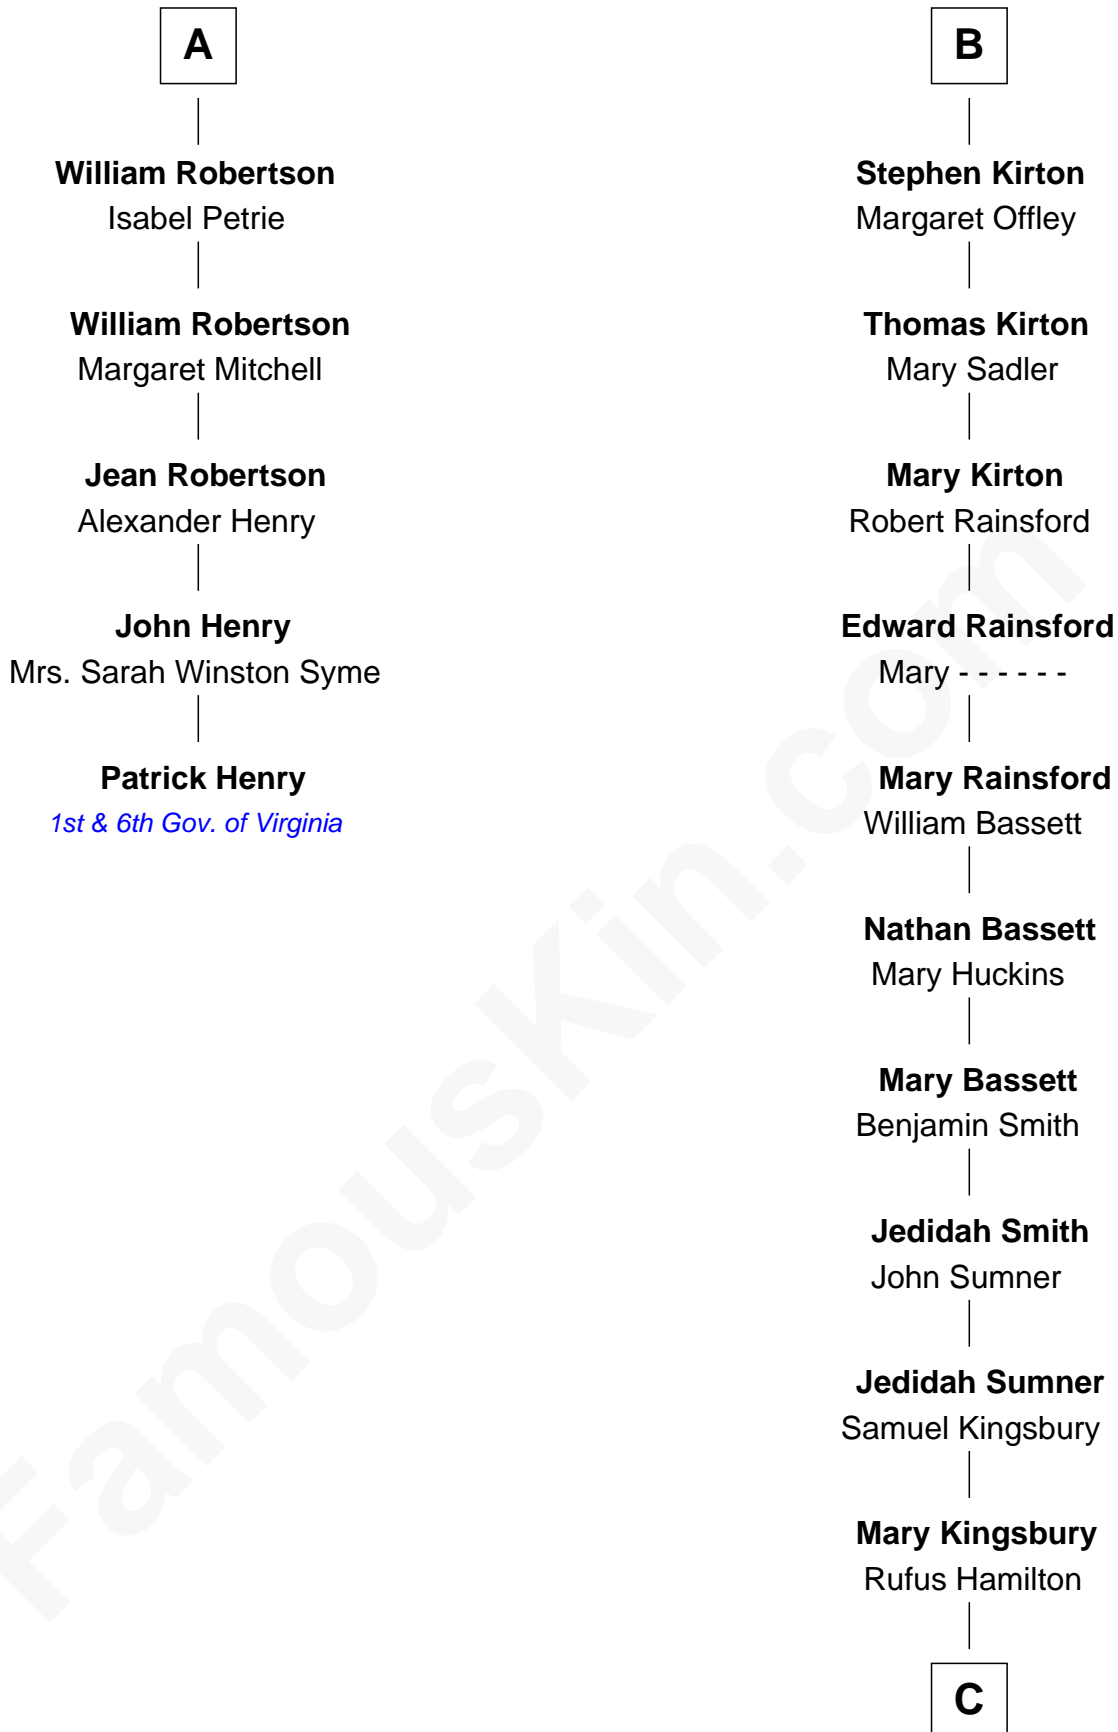 A
William Robertson
Isabel Petrie
William Robertson
Margaret Mitchell
Jean Robertson
Alexander Henry
John Henry
Mrs. Sarah Winston Syme
Patrick Henry
1st & 6th Gov. of Virginia
B
Stephen Kirton
Margaret Offley
Thomas Kirton
Mary Sadler
Mary Kirton
Robert Rainsford
Edward Rainsford
Mary - - - - - -
Mary Rainsford
William Bassett
Nathan Bassett
Mary Huckins
Mary Bassett
Benjamin Smith
Jedidah Smith
John Sumner
Jedidah Sumner
Samuel Kingsbury
Mary Kingsbury
Rufus Hamilton
C
FamousKin.com